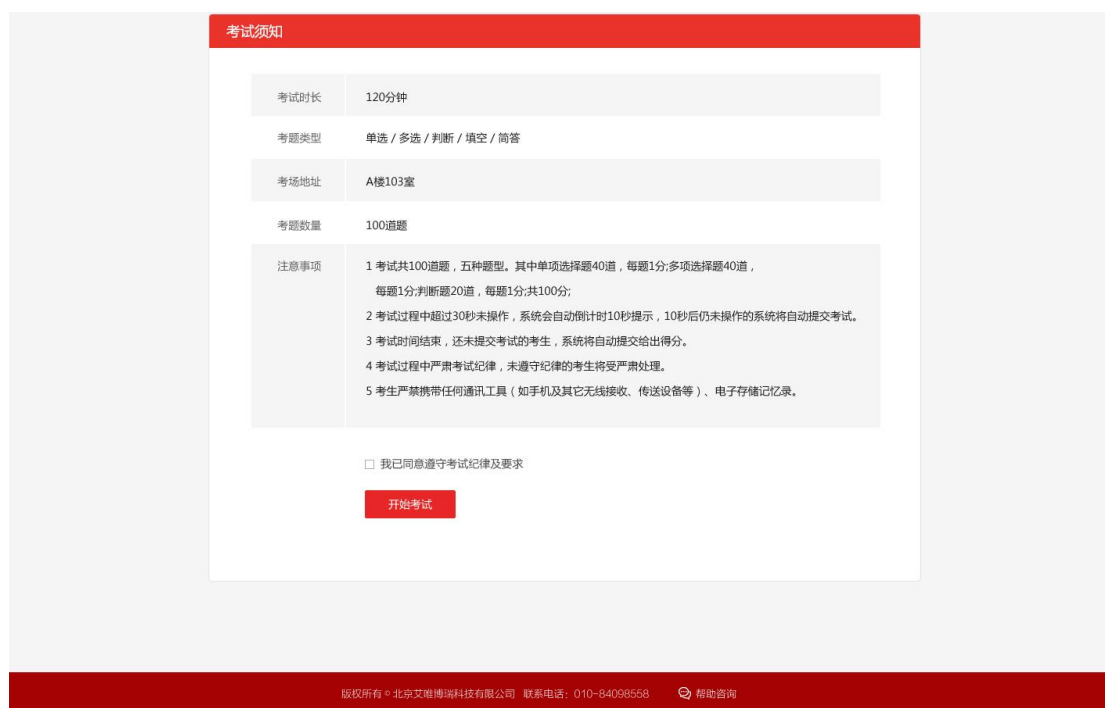 考试须知
考试时长 120分钟
考题类型 单选 / 多选 / 判断 / 填空 / 简答
考场地址 A楼103室
考题数量 100道题
注意事项 1 考试共100道题，五种题型。其中单项选择题40道，每题1分;多项选择题40道，
每题1分;判断题20道，每题1分;共100分;
2 考试过程中超过30秒未操作，系统会自动倒计时10秒提示，10秒后仍未操作的系统将自动提交考试。
3 考试时间结束，还未提交考试的考生，系统将自动提交给出得分。
4 考试过程中严肃考试纪律，未遵守纪律的考生将受严肃处理。
5 考生严禁携带任何通讯工具（如手机及其它无线接收、传送设备等）、电子存储记忆录。
我已同意遵守考试纪律及要求
开始考试
版权所有©北京艾唯博瑞科技有限公司 联系电话：010-84098558 帮助咨询